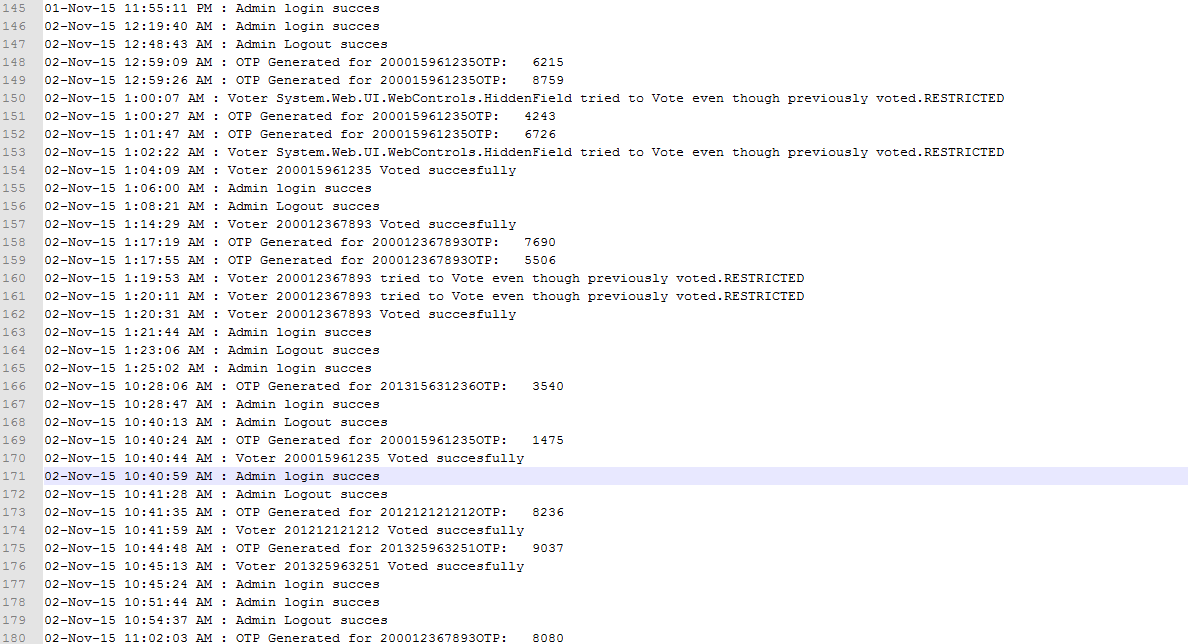 145 01-Nov-15 11:55:11 PM : Admin login succes
146 02-Nov-15 12:19:40 AM : Admin login succes
147 02-Nov-15 12:48:43 AM : Admin Logout succes
148 02-Nov-15 12:59:09 AM : OTP Generated for 200015961235OTP:   6215
149 02-Nov-15 12:59:26 AM : OTP Generated for 200015961235OTP:   8759
150 02-Nov-15 1:00:07 AM : Voter System.Web.UI.WebControls.HiddenField tried to Vote even though previously voted.RESTRICTED
151 02-Nov-15 1:00:27 AM : OTP Generated for 200015961235OTP:   4243
152 02-Nov-15 1:01:47 AM : OTP Generated for 200015961235OTP:   6726
153 02-Nov-15 1:02:22 AM : Voter System.Web.UI.WebControls.HiddenField tried to Vote even though previously voted.RESTRICTED
154 02-Nov-15 1:04:09 AM : Voter 200015961235 Voted succesfully
155 02-Nov-15 1:06:00 AM : Admin login succes
156 02-Nov-15 1:08:21 AM : Admin Logout succes
157 02-Nov-15 1:14:29 AM : Voter 200012367893 Voted succesfully
158 02-Nov-15 1:17:19 AM : OTP Generated for 200012367893OTP:   7690
159 02-Nov-15 1:17:55 AM : OTP Generated for 200012367893OTP:   5506
160 02-Nov-15 1:19:53 AM : Voter 200012367893 tried to Vote even though previously voted.RESTRICTED
161 02-Nov-15 1:20:11 AM : Voter 200012367893 tried to Vote even though previously voted.RESTRICTED
162 02-Nov-15 1:20:31 AM : Voter 200012367893 Voted succesfully
163 02-Nov-15 1:21:44 AM : Admin login succes
164 02-Nov-15 1:23:06 AM : Admin Logout succes
165 02-Nov-15 1:25:02 AM : Admin login succes
166 02-Nov-15 10:28:06 AM : OTP Generated for 201315631236OTP:   3540
167 02-Nov-15 10:28:47 AM : Admin login succes
168 02-Nov-15 10:40:13 AM : Admin Logout succes
169 02-Nov-15 10:40:24 AM : OTP Generated for 200015961235OTP:   1475
170 02-Nov-15 10:40:44 AM : Voter 200015961235 Voted succesfully
171 02-Nov-15 10:40:59 AM : Admin login succes
172 02-Nov-15 10:41:28 AM : Admin Logout succes
173 02-Nov-15 10:41:35 AM : OTP Generated for 201212121212OTP:   8236
174 02-Nov-15 10:41:59 AM : Voter 201212121212 Voted succesfully
175 02-Nov-15 10:44:48 AM : OTP Generated for 201325963251OTP:   9037
176 02-Nov-15 10:45:13 AM : Voter 201325963251 Voted succesfully
177 02-Nov-15 10:45:24 AM : Admin login succes
178 02-Nov-15 10:51:44 AM : Admin login succes
179 02-Nov-15 10:54:37 AM : Admin Logout succes
180 02-Nov-15 11:02:03 AM : OTP Generated for 200012367893OTP:   8080